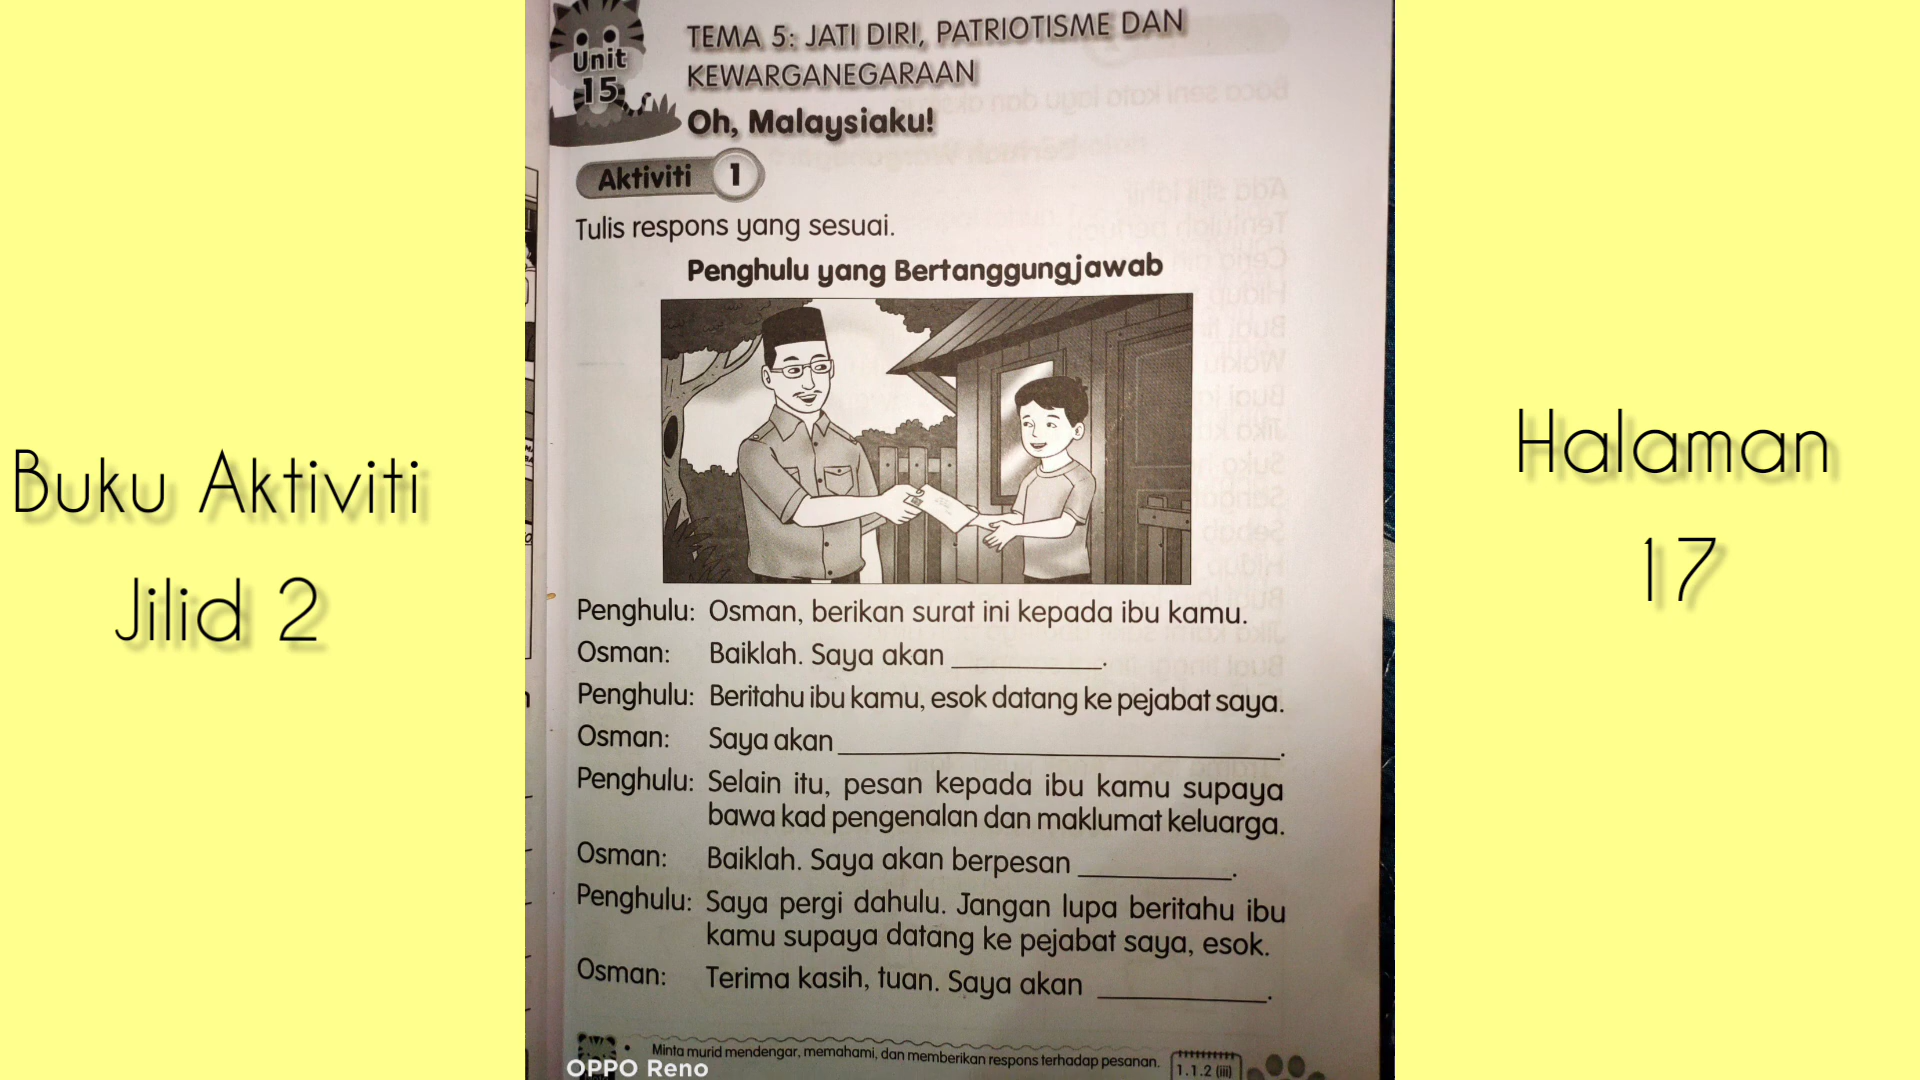 Buku Aktiviti
Jilid 2
Unit
15
TEMA 5: JATI DIRI, PATRIOTISME DAN
KEWARGANEGARAAN
Oh, Malaysiaku!
Aktiviti 1
Tulis respons yang sesuai.
Penghulu yang Bertanggungjawab
Penghulu: Osman, berikan surat ini kepada ibu kamu.
Osman: Baiklah. Saya akan ____________.
Penghulu: Beritahu ibu kamu, esok datang ke pejabat saya.
Osman: Saya akan ____________________________________.
Penghulu: Selain itu, pesan kepada ibu kamu supaya
bawa kad pengenalan dan maklumat keluarga.
Osman: Baiklah. Saya akan berpesan ____________.
Penghulu: Saya pergi dahulu. Jangan lupa beritahu ibu
kamu supaya datang ke pejabat saya, esok.
Osman: Terima kasih, tuan. Saya akan _____________.
• Minta murid mendengar, memahami, dan memberikan respons terhadap pesanan.
1.1.2 (iii)
OPPO Reno
Halaman
17